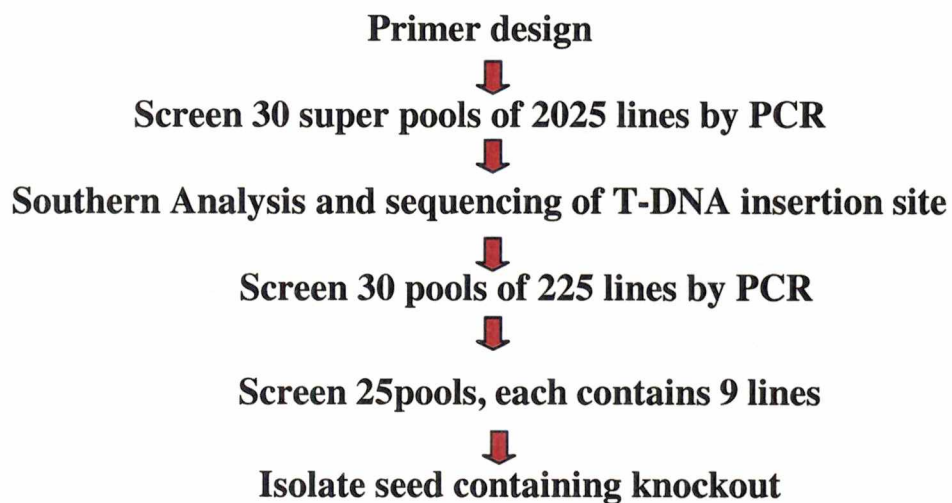 Primer design
Screen 30 super pools of 2025 lines by PCR
Southern Analysis and sequencing of T-DNA insertion site
Screen 30 pools of 225 lines by PCR
Screen 25pools, each contains 9 lines
Isolate seed containing knockout